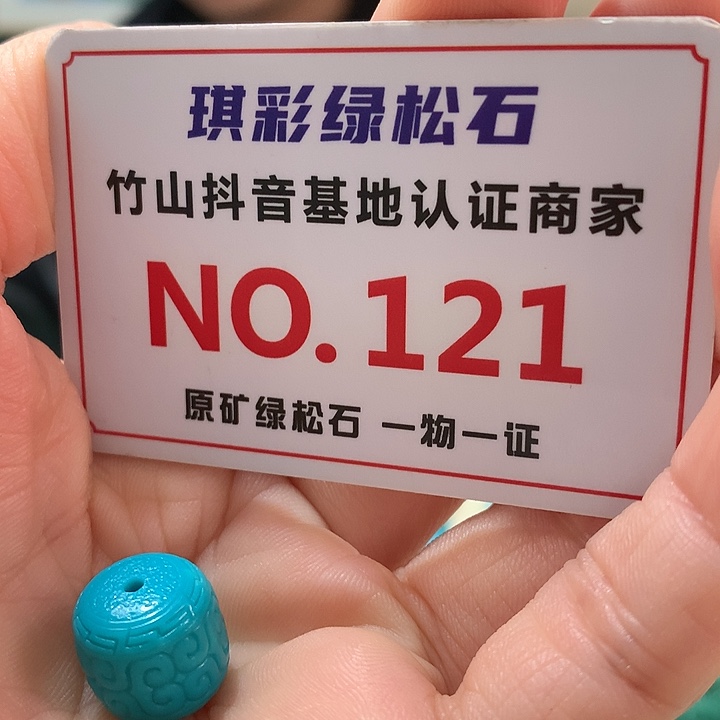 琪彩绿松石
竹山抖音基地认证商家
NO.121
原矿绿松石 一物一证